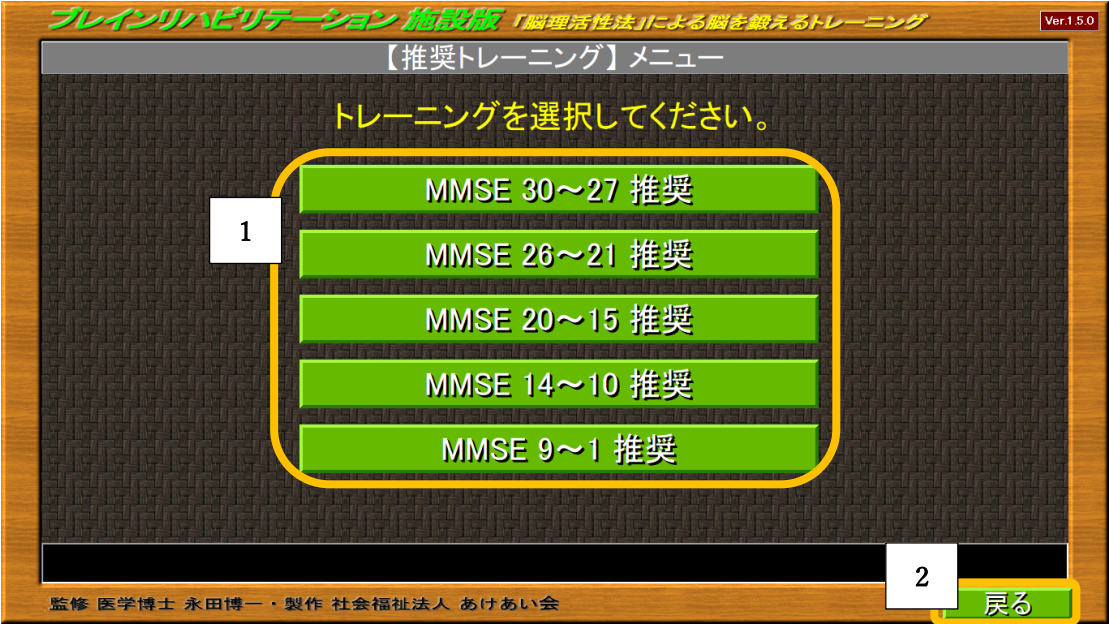 ブレインリハビリテーション 施設版 「脳理活性法」による脳を鍛えるトレーニング
Ver.1.5.0
【推奨トレーニング】メニュー
トレーニングを選択してください。
MMSE 30～27 推奨
1
MMSE 26～21 推奨
MMSE 20～15 推奨
MMSE 14～10 推奨
MMSE 9～1 推奨
2
監修 医学博士 永田博一・製作 社会福祉法人 あけあい会
戻る